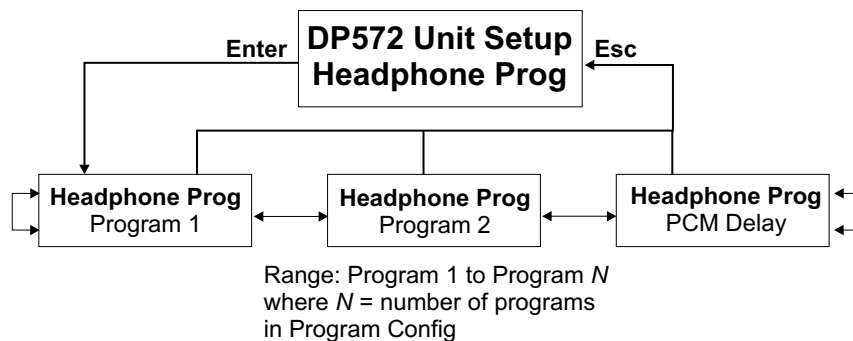 DP572 Unit Setup
Headphone Prog
Enter
Esc
Headphone Prog
Program 1
Headphone Prog
Program 2
Headphone Prog
PCM Delay
Range: Program 1 to Program N
where N = number of programs
in Program Config